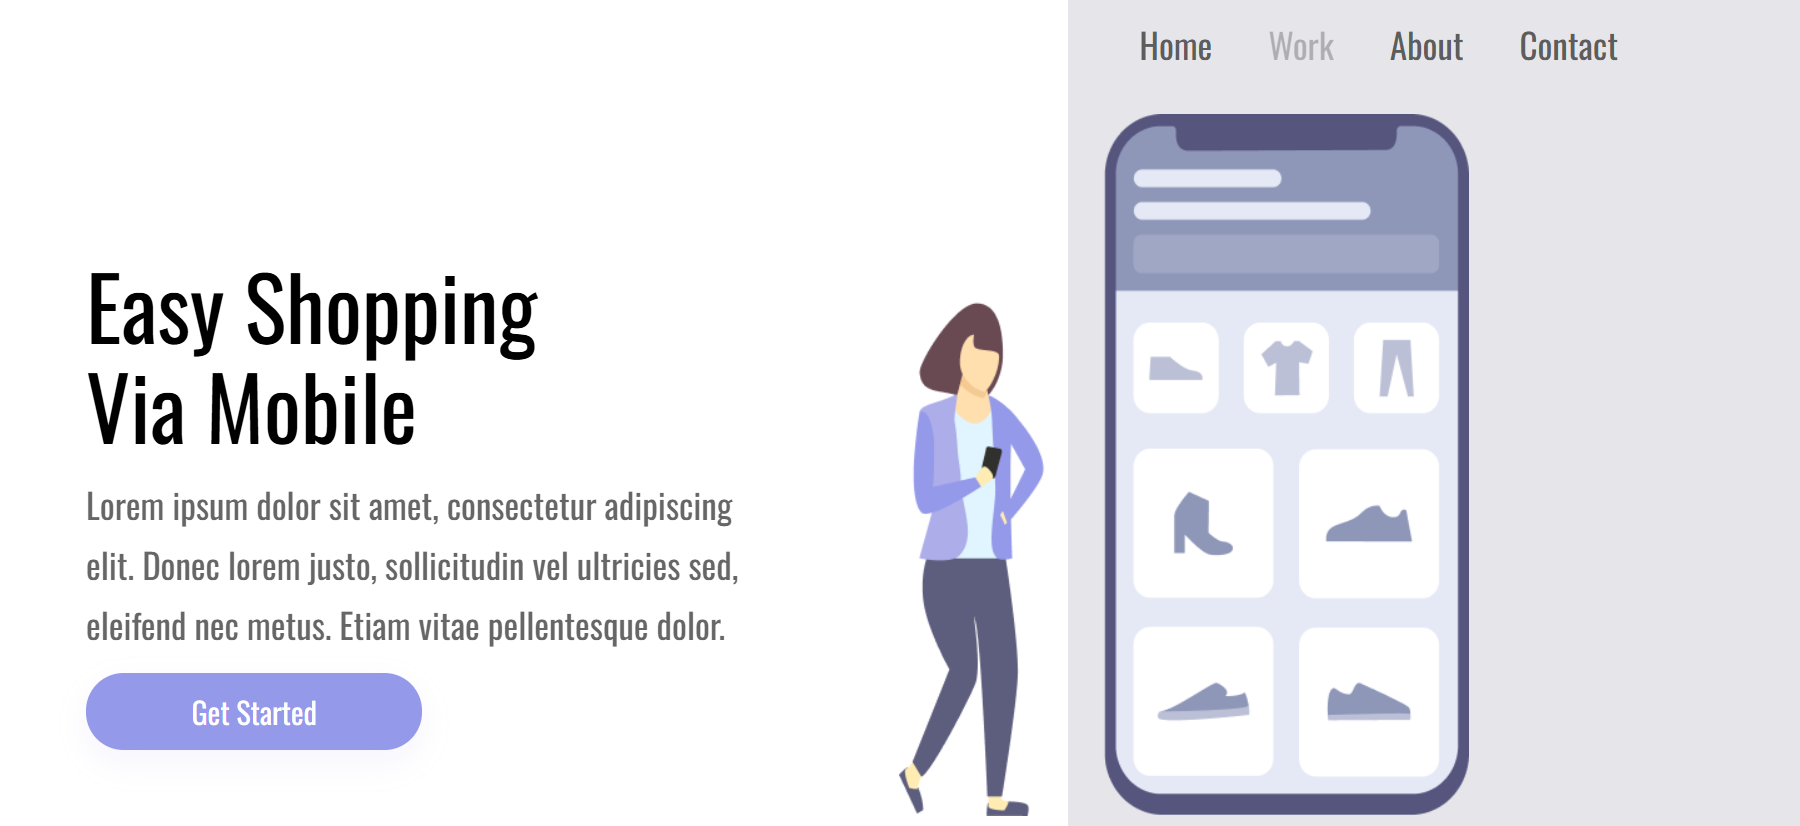 Home Work About Contact
Easy Shopping
Via Mobile
Lorem ipsum dolor sit amet, consectetur adipiscing
elit. Donec lorem justo, sollicitudin vel ultricies sed,
eleifend nec metus. Etiam vitae pellentesque dolor.
Get Started